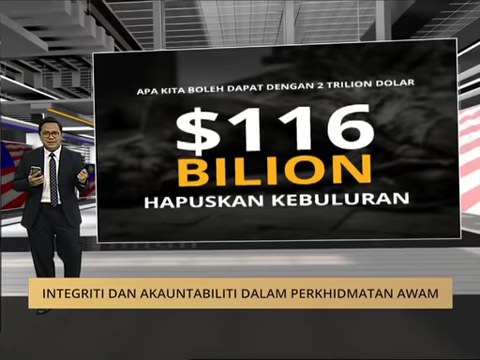 APA KITA BOLEH DAPAT DENGAN 2 TRILION DOLAR
$116
BILION
HAPUSKAN KEBULURAN
INTEGRITI DAN AKAUNTABILITI DALAM PERKHIDMATAN AWAM